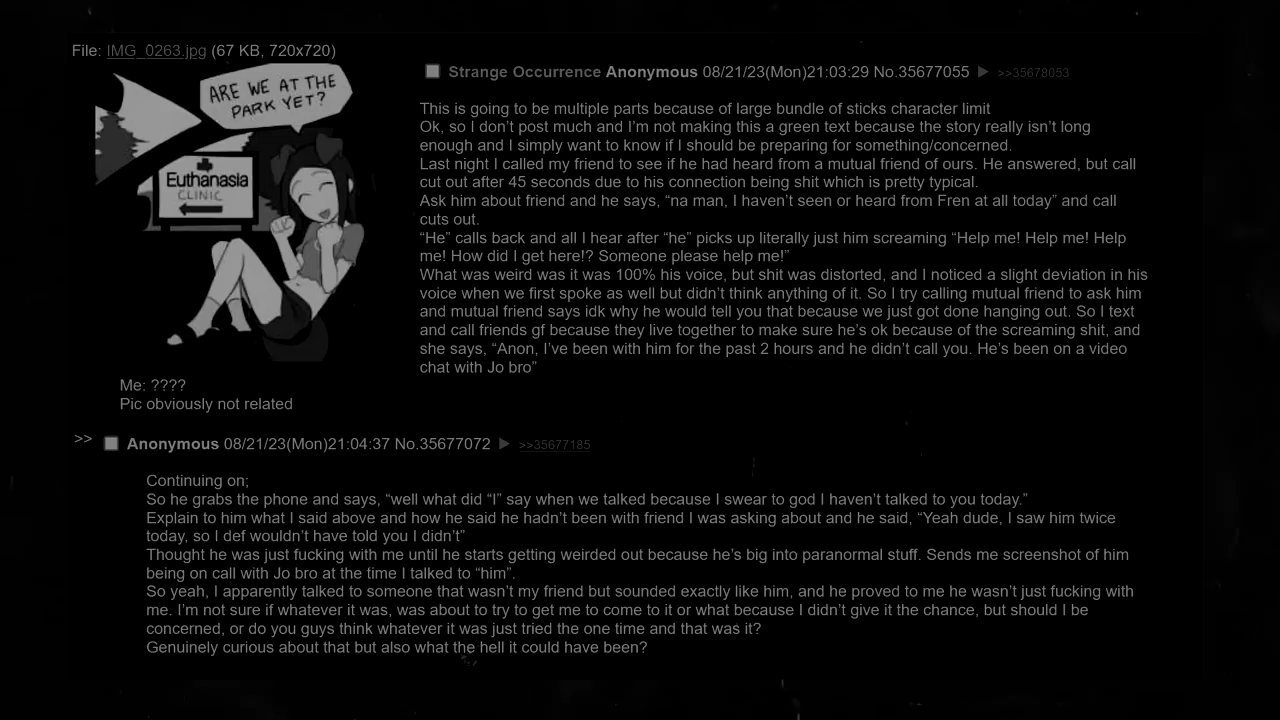 File: IMG_0263.jpg (67 KB, 720x720)
ARE WE AT THE
PARK YET?
Euthanasia
CLINIC
Strange Occurrence Anonymous 08/21/23(Mon)21:03:29 No.35677055 ▶ >>35678053
This is going to be multiple parts because of large bundle of sticks character limit
Ok, so I don’t post much and I’m not making this a green text because the story really isn’t long
enough and I simply want to know if I should be preparing for something/concerned.
Last night I called my friend to see if he had heard from a mutual friend of ours. He answered, but call
cut out after 45 seconds due to his connection being shit which is pretty typical.
Ask him about friend and he says, “na man, I haven’t seen or heard from Fren at all today” and call
cuts out.
“He” calls back and all I hear after “he” picks up literally just him screaming “Help me! Help me! Help
me! How did I get here!? Someone please help me!”
What was weird was it was 100% his voice, but shit was distorted, and I noticed a slight deviation in his
voice when we first spoke as well but didn’t think anything of it. So I try calling mutual friend to ask him
and mutual friend says idk why he would tell you that because we just got done hanging out. So I text
and call friends gf because they live together to make sure he’s ok because of the screaming shit, and
she says, “Anon, I’ve been with him for the past 2 hours and he didn’t call you. He’s been on a video
chat with Jo bro”
Me: ????
Pic obviously not related
>> Anonymous 08/21/23(Mon)21:04:37 No.35677072 ▶ >>35677185
Continuing on;
So he grabs the phone and says, “well what did “I” say when we talked because I swear to god I haven’t talked to you today.”
Explain to him what I said above and how he said he hadn’t been with friend I was asking about and he said, “Yeah dude, I saw him twice
today, so I def wouldn’t have told you I didn’t”
Thought he was just fucking with me until he starts getting weirded out because he’s big into paranormal stuff. Sends me screenshot of him
being on call with Jo bro at the time I talked to “him”.
So yeah, I apparently talked to someone that wasn’t my friend but sounded exactly like him, and he proved to me he wasn’t just fucking with
me. I’m not sure if whatever it was, was about to try to get me to come to it or what because I didn’t give it the chance, but should I be
concerned, or do you guys think whatever it was just tried the one time and that was it?
Genuinely curious about that but also what the hell it could have been?